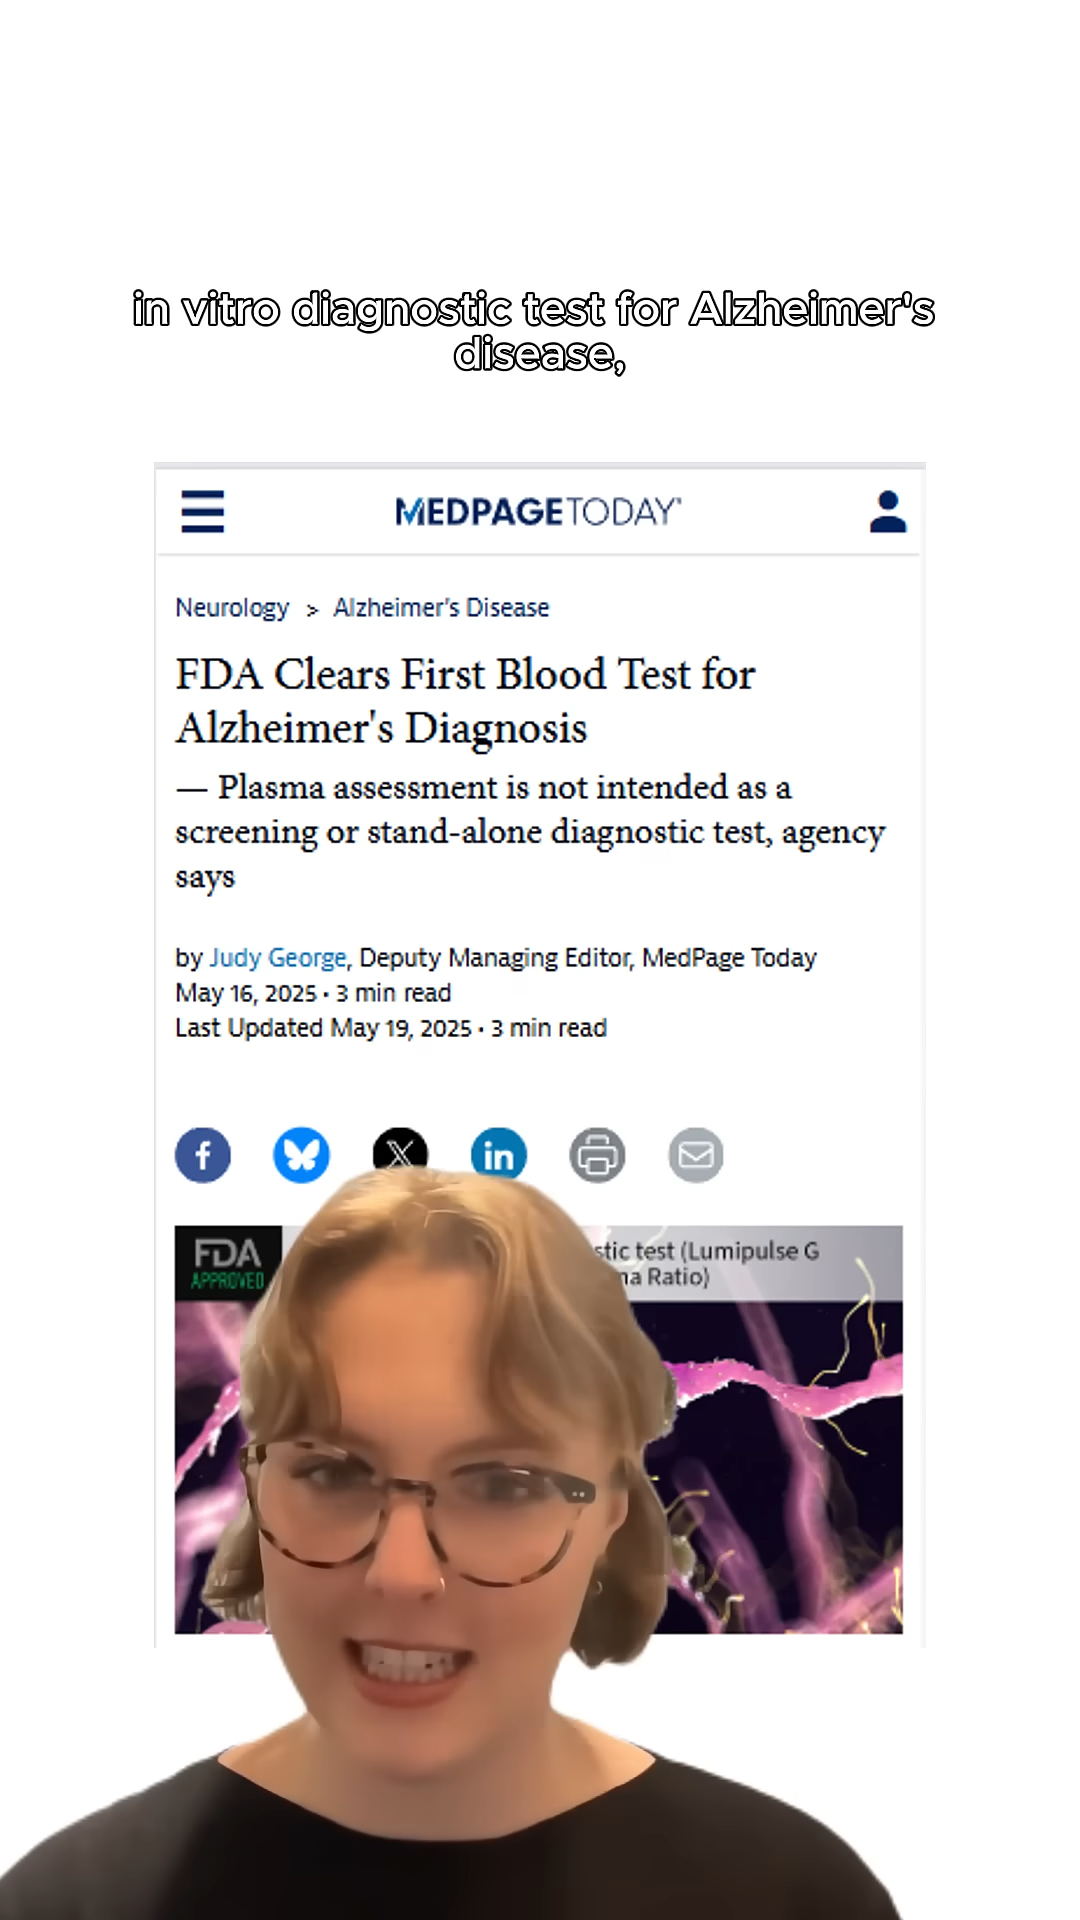 in vitro diagnostic test for Alzheimer's
disease,
MEDPAGE TODAY
Neurology > Alzheimer's Disease
FDA Clears First Blood Test for
Alzheimer's Diagnosis
— Plasma assessment is not intended as a
screening or stand-alone diagnostic test, agency
says
by Judy George, Deputy Managing Editor, MedPage Today
May 16, 2025 • 3 min read
Last Updated May 19, 2025 • 3 min read
f
X
in
FDA
APPROVED
test (Lumipulse G
Ratio)